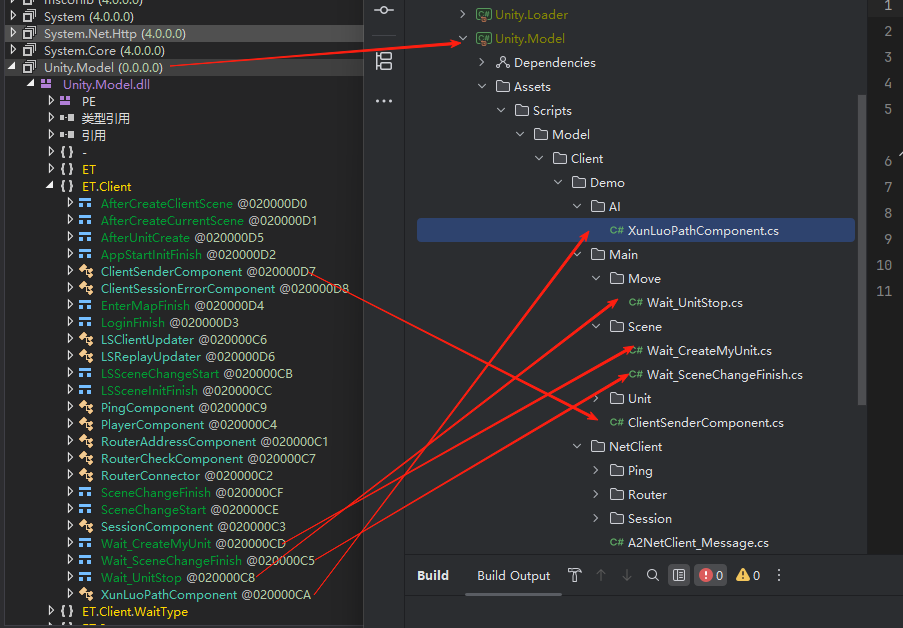 mscorlib (4.0.0.0)
System (4.0.0.0)
System.Net.Http (4.0.0.0)
System.Core (4.0.0.0)
Unity.Model (0.0.0.0)
Unity.Model.dll
PE
类型引用
引用
{ } -
{ } ET
{ } ET.Client
AfterCreateClientScene @020000D0
AfterCreateCurrentScene @020000D1
AfterUnitCreate @020000D5
AppStartInitFinish @020000D2
ClientSenderComponent @020000D7
ClientSessionErrorComponent @020000D8
EnterMapFinish @020000D4
LoginFinish @020000D3
LSClientUpdater @020000C6
LSReplayUpdater @020000D6
LSSceneChangeStart @020000CB
LSSceneInitFinish @020000CC
PingComponent @020000C9
PlayerComponent @020000C4
RouterAddressComponent @020000C1
RouterCheckComponent @020000C7
RouterConnector @020000C2
SceneChangeFinish @020000CF
SceneChangeStart @020000CE
SessionComponent @020000C3
Wait_CreateMyUnit @020000CD
Wait_SceneChangeFinish @020000C5
Wait_UnitStop @020000C8
XunLuoPathComponent @020000CA
{ } ET.Client.WaitType
C# Unity.Loader
C# Unity.Model
Dependencies
Assets
Scripts
Model
Client
Demo
AI
C# XunLuoPathComponent.cs
Main
Move
C# Wait_UnitStop.cs
Scene
C# Wait_CreateMyUnit.cs
C# Wait_SceneChangeFinish.cs
Unit
C# ClientSenderComponent.cs
NetClient
Ping
Router
Session
C# A2NetClient_Message.cs
1
2
3
4
5
6
7
8
9
10
11
Build
Build Output
0
0